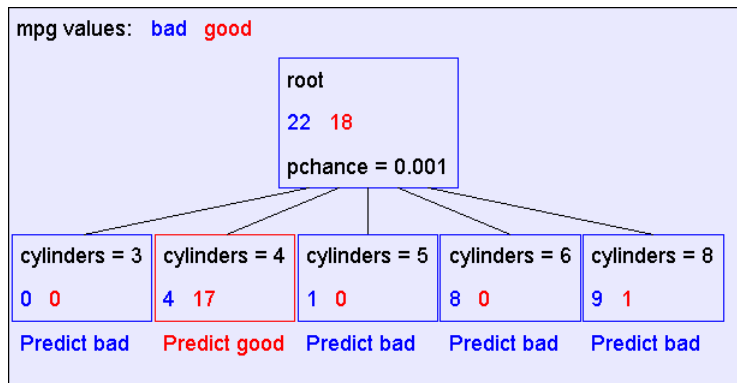 mpg values: bad good
root
22 18
pchance = 0.001
cylinders = 3 cylinders = 4 cylinders = 5 cylinders = 6 cylinders = 8
0 0 4 17 1 0 8 0 9 1
Predict bad Predict good Predict bad Predict bad Predict bad